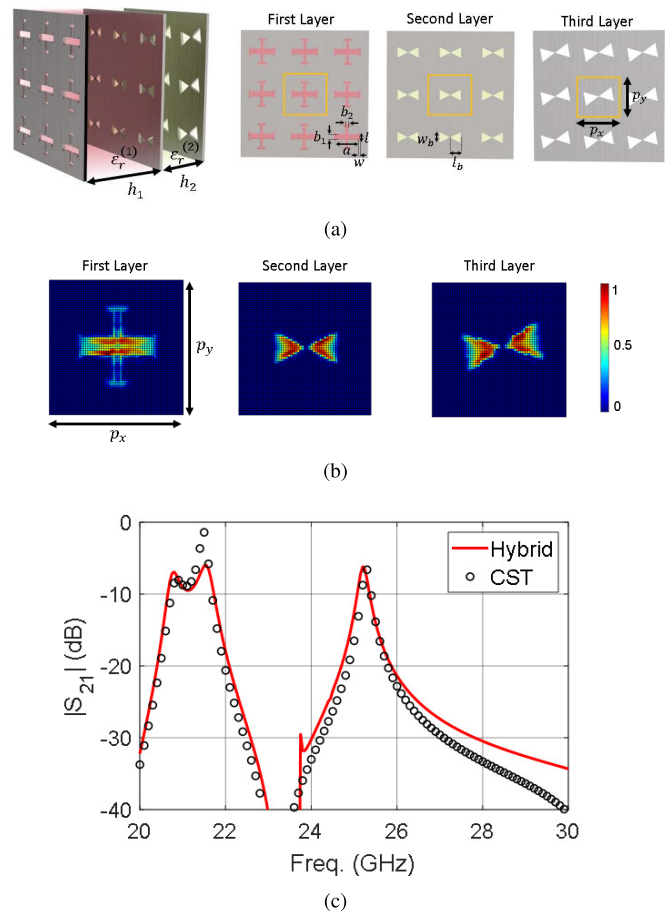 First Layer
Second Layer
Third Layer
εr(1)
εr(2)
h1
h2
b2
b1
l
a
w
wb
lb
px
py
(a)
First Layer
Second Layer
Third Layer
py
px
1
0.5
0
(b)
|S21| (dB)
0
-10
-20
-30
-40
Hybrid
CST
20
22
24
26
28
30
Freq. (GHz)
(c)